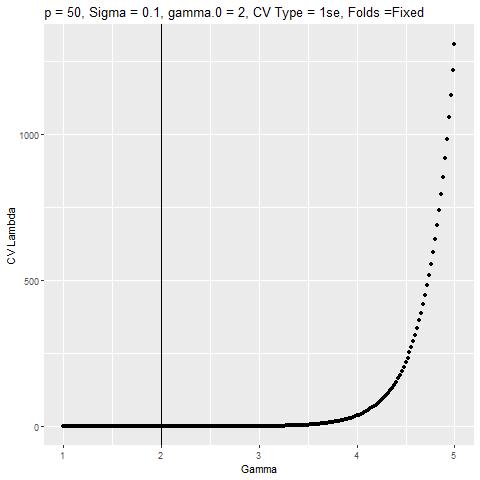 p = 50, Sigma = 0.1, gamma.0 = 2, CV Type = 1se, Folds =Fixed
1000
500
0
CV Lambda
1 2 3 4 5
Gamma